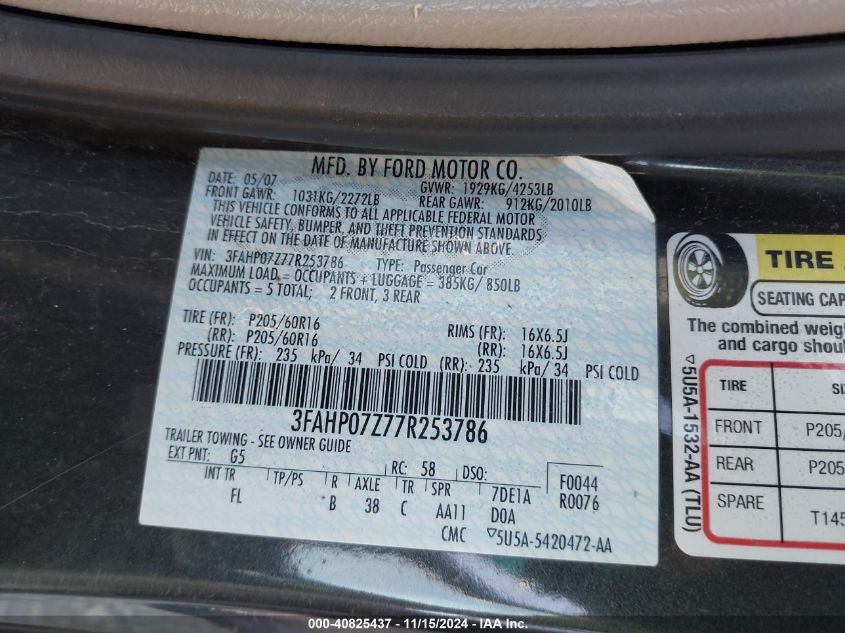 MFD. BY FORD MOTOR CO.
DATE: 05/07 GVWR: 1929KG/4253LB
FRONT GAWR: 1031KG/2272LB REAR GAWR: 912KG/2010LB
THIS VEHICLE CONFORMS TO ALL APPLICABLE FEDERAL MOTOR
VEHICLE SAFETY, BUMPER, AND THEFT PREVENTION STANDARDS
IN EFFECT ON THE DATE OF MANUFACTURE SHOWN ABOVE.
VIN: 3FAHP07Z77R253786 TYPE: Passenger Car
MAXIMUM LOAD = OCCUPANTS + LUGGAGE = 385KG/ 850LB
OCCUPANTS = 5 TOTAL; 2 FRONT, 3 REAR
TIRE (FR): P205/60R16 RIMS (FR): 16X6.5J
(RR): P205/60R16 (RR): 16X6.5J
PRESSURE (FR): 235 kPa/ 34 PSI COLD (RR): 235 kPa/ 34 PSI COLD
3FAHP07Z77R253786
TRAILER TOWING - SEE OWNER GUIDE
EXT PNT: G5 RC: 58 DSO: F0044
INT TR TP/PS R AXLE TR SPR 7DE1A R0076
FL B 38 C AA11 D0A
CMC ▽5U5A-5420472-AA
TIRE
SEATING CAP
The combined weig
and cargo shou
TIRE SI
FRONT P205/
REAR P205
SPARE T145
▽5U5A-1532-AA (TLU)
000-40825437 - 11/15/2024 - IAA Inc.